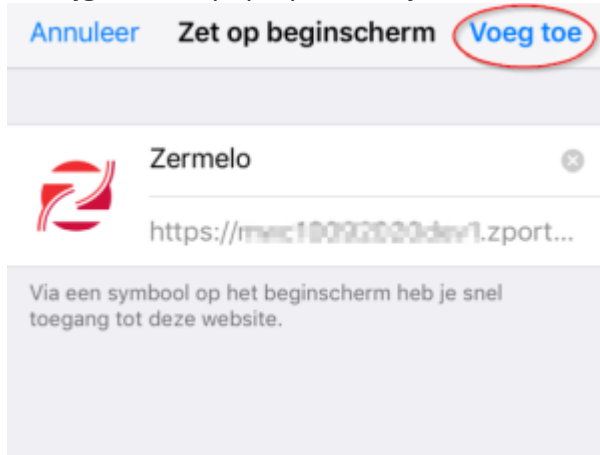 Annuleer Zet op beginscherm Voeg toe
Zermelo
https://    .zport...
Via een symbool op het beginscherm heb je snel
toegang tot deze website.